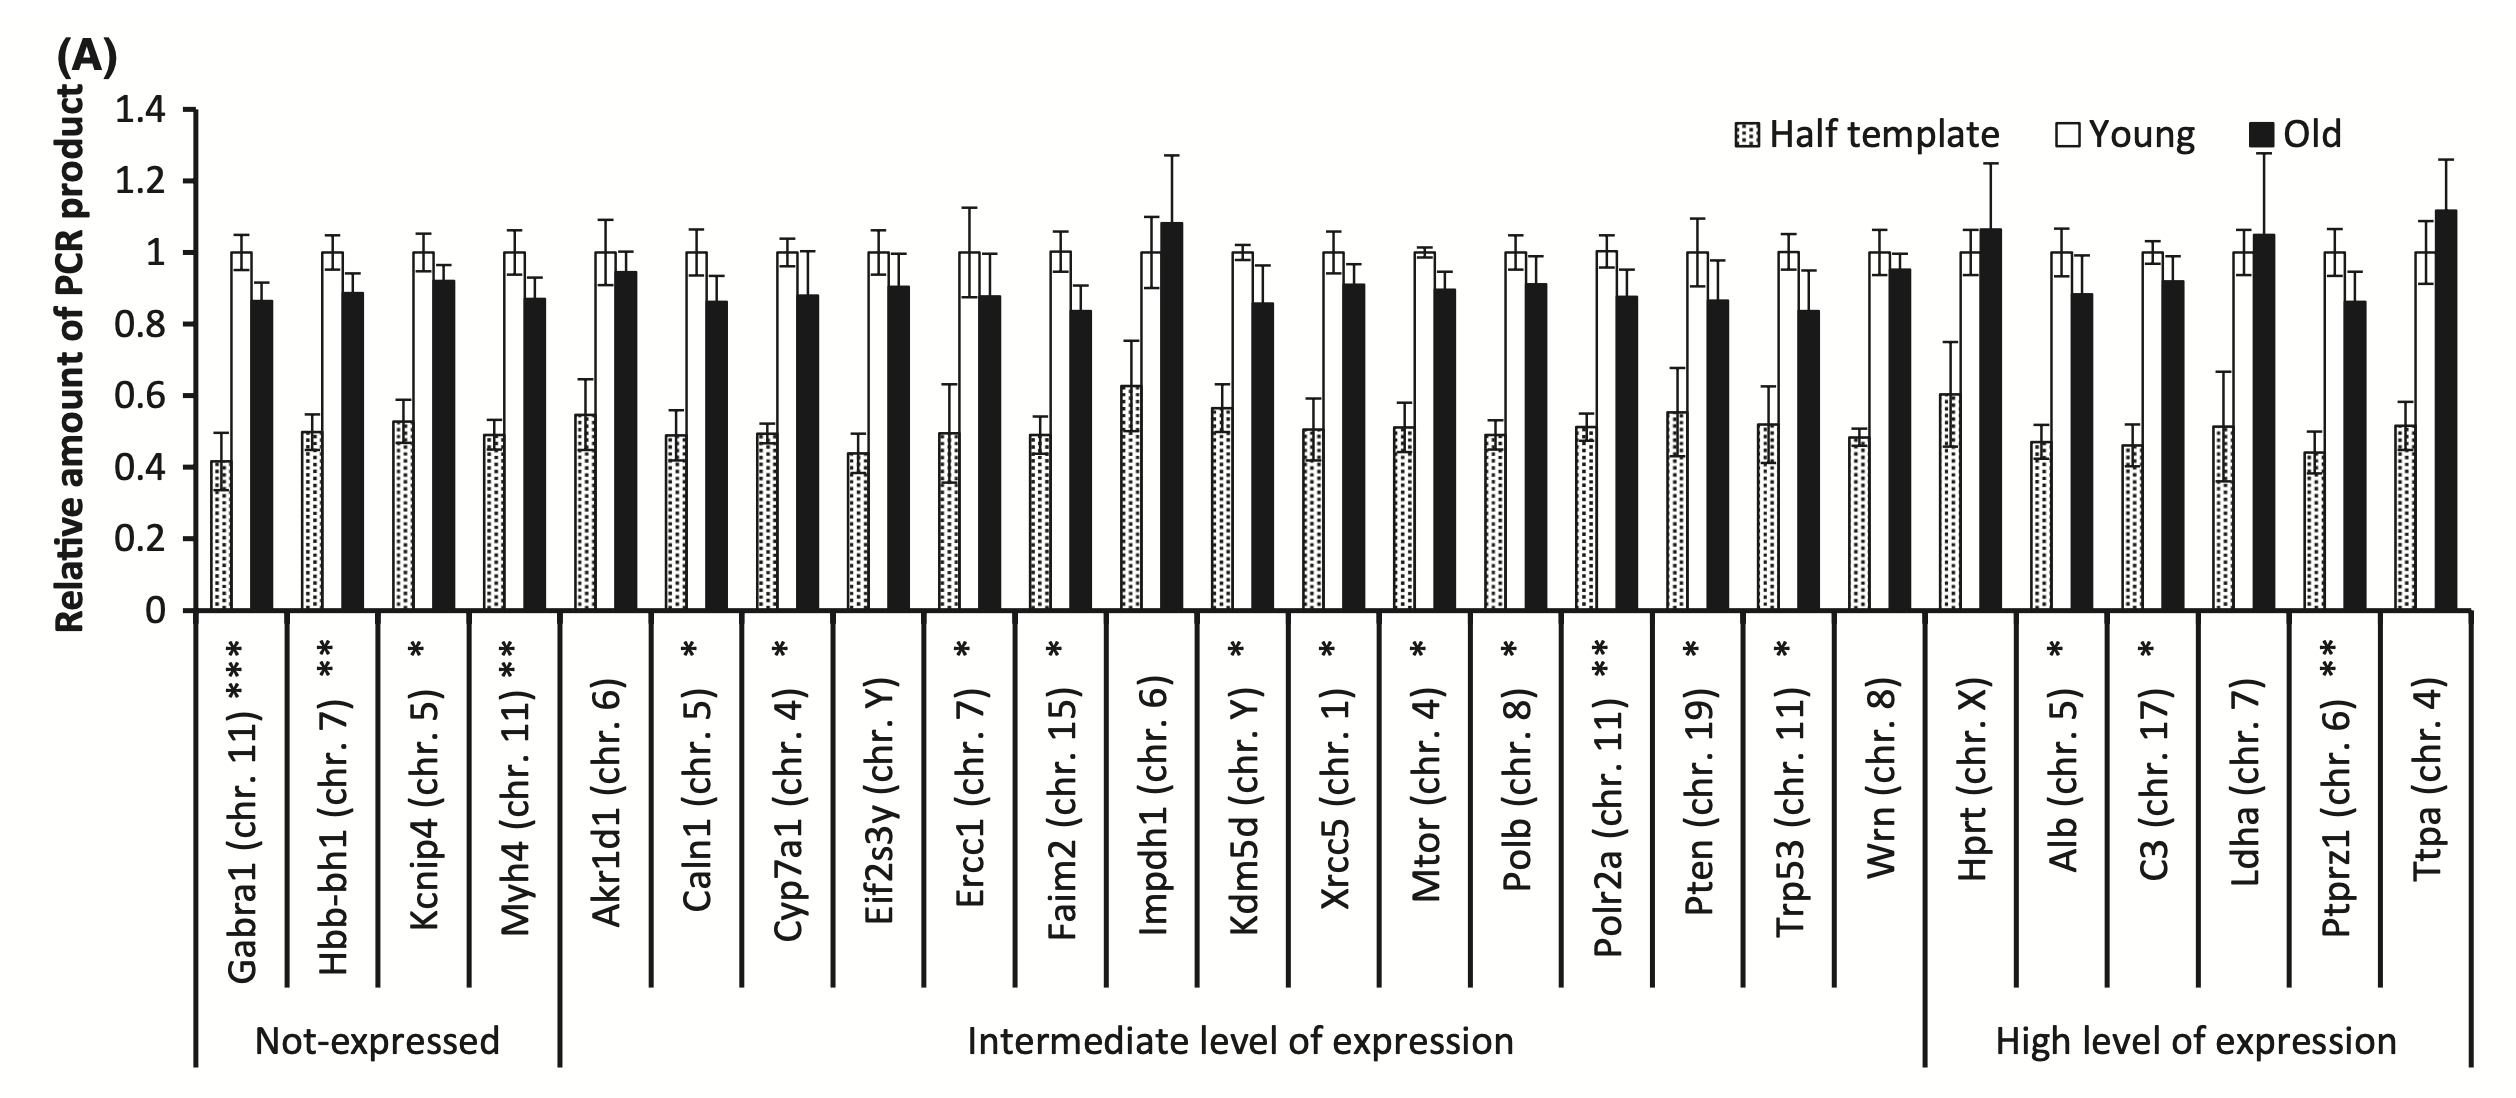 (A)
Relative amount of PCR product
1.4
1.2
1
0.8
0.6
0.4
0.2
0
Half template
Young
Old
Gabra1 (chr. 11) ***
Hbb-bh1 (chr. 7) **
Kcnip4 (chr. 5) *
Myh4 (chr. 11) **
Akr1d1 (chr. 6)
Caln1 (chr. 5) *
Cyp7a1 (chr. 4) *
Eif2s3y (chr. Y)
Ercc1 (chr. 7) *
Faim2 (chr. 15) *
Impdh1 (chr. 6)
Kdm5d (chr. Y) *
Xrcc5 (chr. 1) *
Mtor (chr. 4) *
Polb (chr. 8) *
Polr2a (chr. 11) **
Pten (chr. 19) *
Trp53 (chr. 11) *
Wrn (chr. 8)
Hprt (chr. X)
Alb (chr. 5) *
C3 (chr. 17) *
Ldha (chr. 7)
Ptprz1 (chr. 6) **
Ttpa (chr. 4)
Not-expressed
Intermediate level of expression
High level of expression